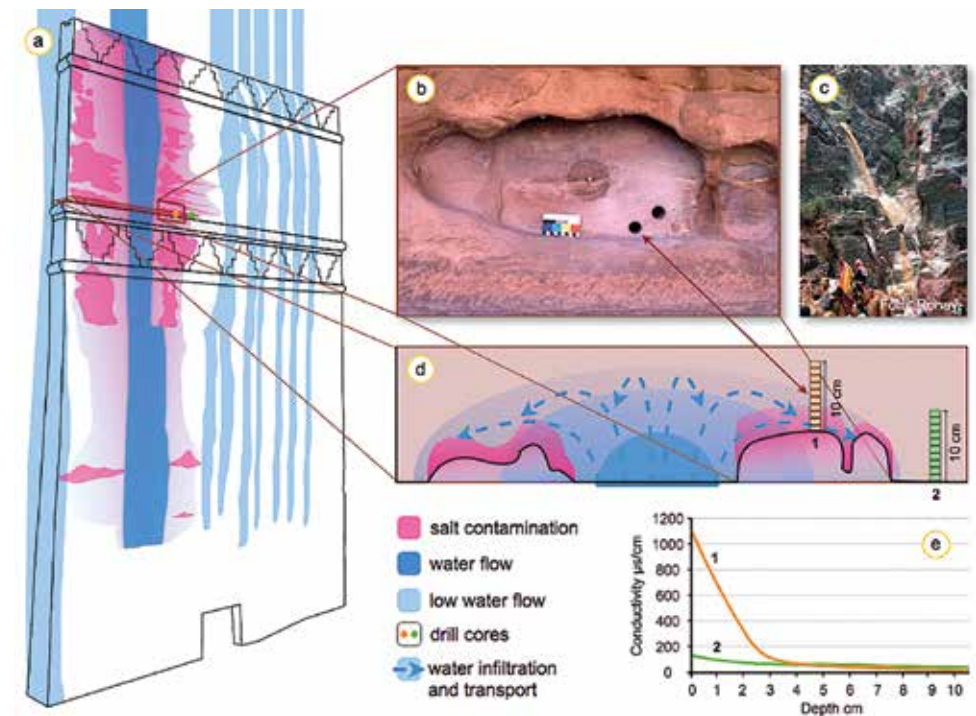 a
b
c
d
10 cm
1
10 cm
2
salt contamination
water flow
low water flow
drill cores
water infiltration
and transport
e
Conductivity µs/cm
1200
1000
800
600
400
200
0
1
2
0 1 2 3 4 5 6 7 8 9 10
Depth cm